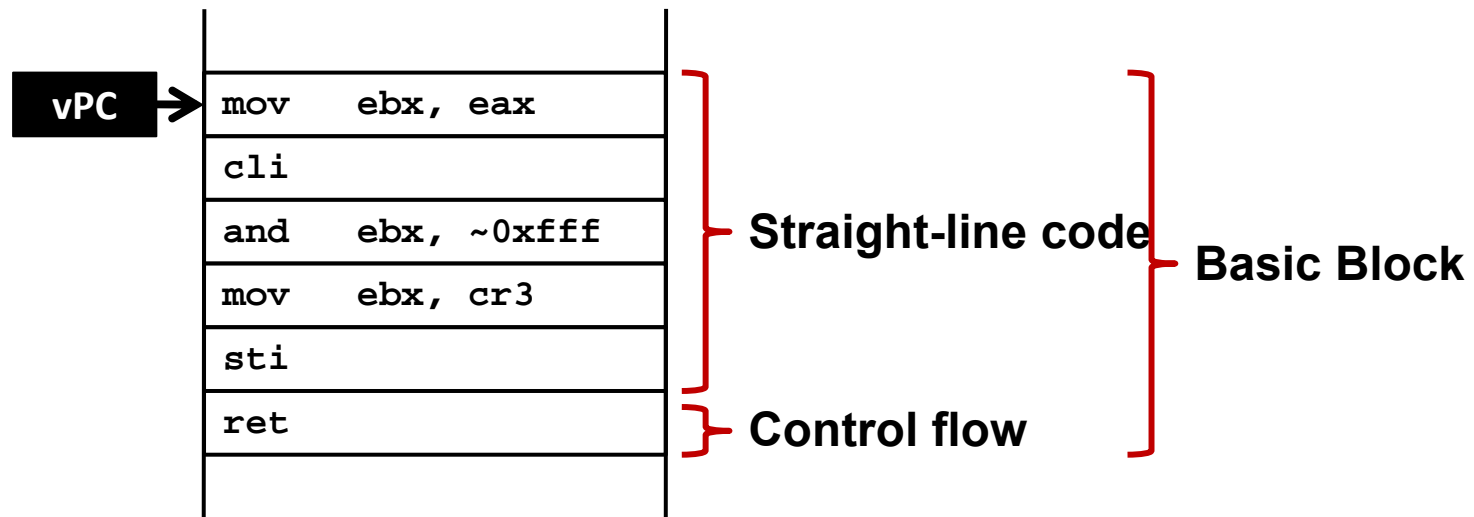 vPC
mov ebx, eax
cli
and ebx, ~0xfff
mov ebx, cr3
sti
ret
Straight-line code
Control flow
Basic Block